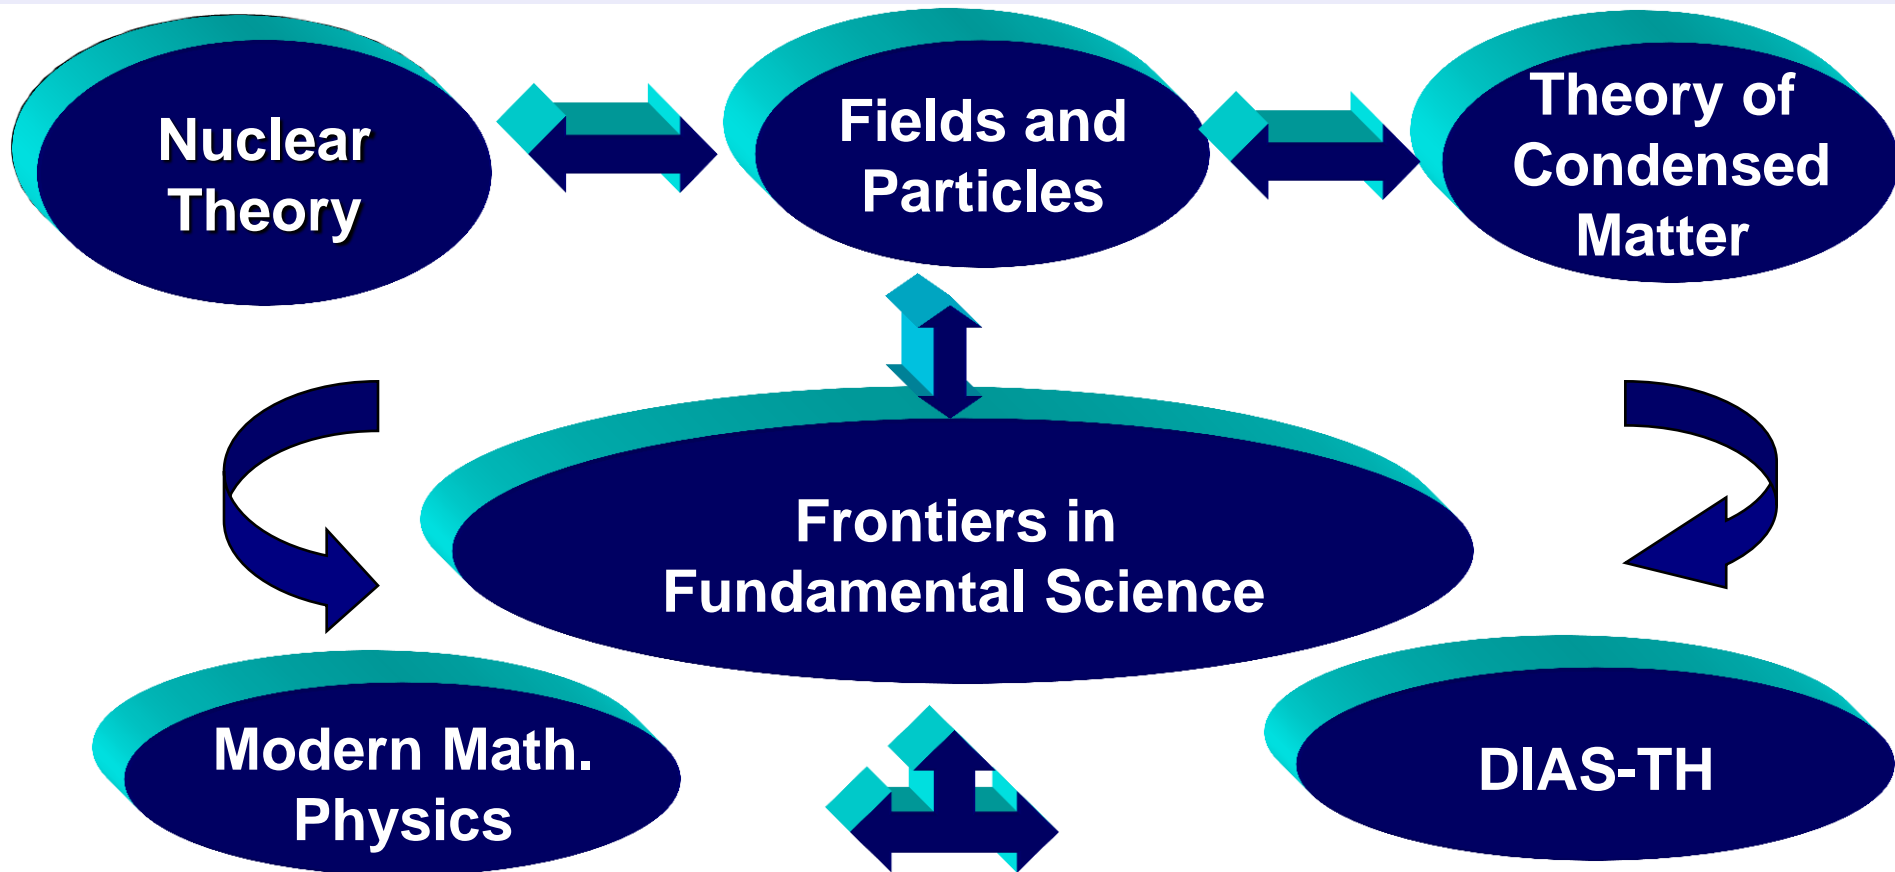 Nuclear
Theory
Fields and
Particles
Theory of
Condensed
Matter
Frontiers in
Fundamental Science
Modern Math.
Physics
DIAS-TH